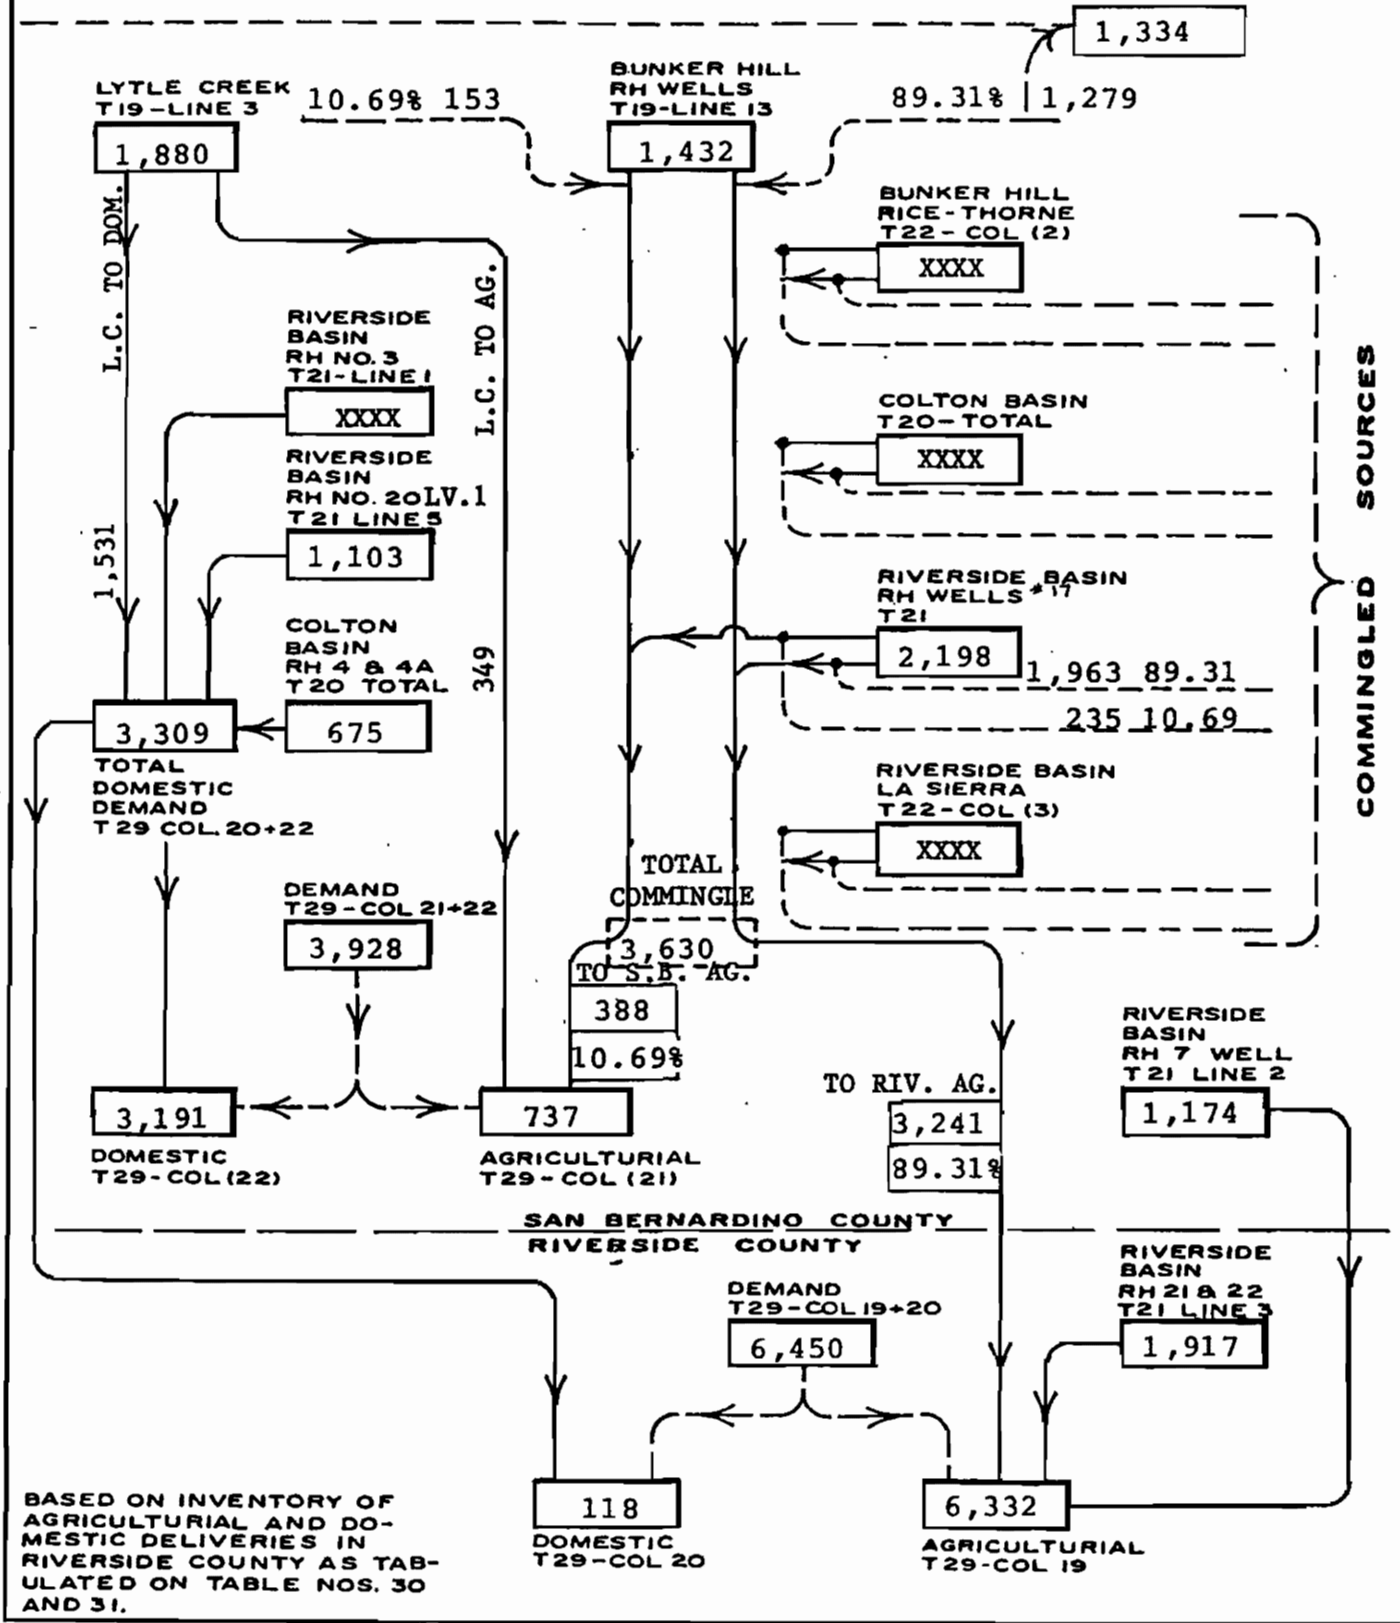 1,334
LYTLE CREEK
T19-LINE 3
1,880
10.69% 153
BUNKER HILL
RH WELLS
T19-LINE 13
1,432
89.31% 1,279
L.C. TO DOM.
1,531
L.C. TO AG.
349
BUNKER HILL
RICE-THORNE
T22-COL (2)
XXXX
RIVERSIDE
BASIN
RH NO. 3
T21-LINE 1
XXXX
COLTON BASIN
T20-TOTAL
XXXX
COMMINGLED SOURCES
RIVERSIDE
BASIN
RH NO. 20 LV.1
T21 LINE 5
1,103
RIVERSIDE BASIN
RH WELLS #17
T21
2,198
1,963 89.31
235 10.69
COLTON
BASIN
RH 4 & 4A
T20 TOTAL
675
3,309
TOTAL
DOMESTIC
DEMAND
T29 COL. 20+22
RIVERSIDE BASIN
LA SIERRA
T22-COL (3)
XXXX
TOTAL
COMMINGLE
3,630
DEMAND
T29-COL 21+22
3,928
TO S.B. AG.
388
10.69%
3,191
DOMESTIC
T29-COL (22)
737
AGRICULTURIAL
T29-COL (21)
TO RIV. AG.
3,241
89.31%
RIVERSIDE
BASIN
RH 7 WELL
T21 LINE 2
1,174
SAN BERNARDINO COUNTY
RIVERSIDE COUNTY
RIVERSIDE
BASIN
RH 21 & 22
T21 LINE 3
1,917
DEMAND
T29-COL 19+20
6,450
118
DOMESTIC
T29-COL 20
6,332
AGRICULTURIAL
T29-COL 19
BASED ON INVENTORY OF
AGRICULTURIAL AND DO-
MESTIC DELIVERIES IN
RIVERSIDE COUNTY AS TAB-
ULATED ON TABLE NOS. 30
AND 31.